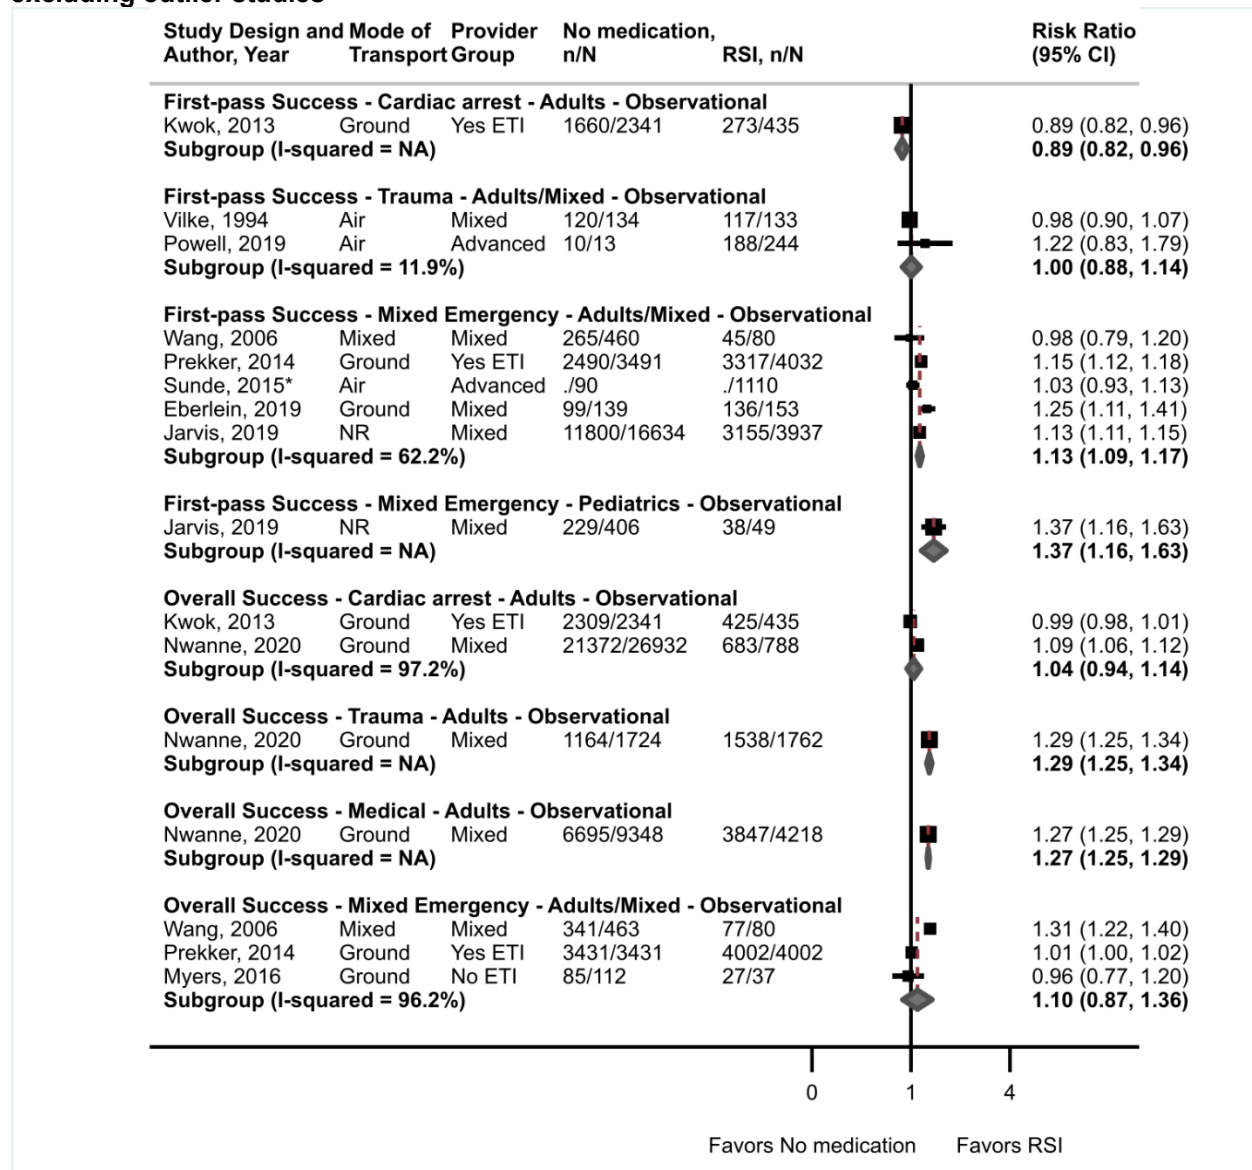 excluding outlier studies
Study Design and Mode of Provider No medication, Risk Ratio
Author, Year Transport Group n/N RSI, n/N (95% CI)
First-pass Success - Cardiac arrest - Adults - Observational
Kwok, 2013 Ground Yes ETI 1660/2341 273/435 0.89 (0.82, 0.96)
Subgroup (I-squared = NA) 0.89 (0.82, 0.96)
First-pass Success - Trauma - Adults/Mixed - Observational
Vilke, 1994 Air Mixed 120/134 117/133 0.98 (0.90, 1.07)
Powell, 2019 Air Advanced 10/13 188/244 1.22 (0.83, 1.79)
Subgroup (I-squared = 11.9%) 1.00 (0.88, 1.14)
First-pass Success - Mixed Emergency - Adults/Mixed - Observational
Wang, 2006 Mixed Mixed 265/460 45/80 0.98 (0.79, 1.20)
Prekker, 2014 Ground Yes ETI 2490/3491 3317/4032 1.15 (1.12, 1.18)
Sunde, 2015* Air Advanced ./90 ./1110 1.03 (0.93, 1.13)
Eberlein, 2019 Ground Mixed 99/139 136/153 1.25 (1.11, 1.41)
Jarvis, 2019 NR Mixed 11800/16634 3155/3937 1.13 (1.11, 1.15)
Subgroup (I-squared = 62.2%) 1.13 (1.09, 1.17)
First-pass Success - Mixed Emergency - Pediatrics - Observational
Jarvis, 2019 NR Mixed 229/406 38/49 1.37 (1.16, 1.63)
Subgroup (I-squared = NA) 1.37 (1.16, 1.63)
Overall Success - Cardiac arrest - Adults - Observational
Kwok, 2013 Ground Yes ETI 2309/2341 425/435 0.99 (0.98, 1.01)
Nwanne, 2020 Ground Mixed 21372/26932 683/788 1.09 (1.06, 1.12)
Subgroup (I-squared = 97.2%) 1.04 (0.94, 1.14)
Overall Success - Trauma - Adults - Observational
Nwanne, 2020 Ground Mixed 1164/1724 1538/1762 1.29 (1.25, 1.34)
Subgroup (I-squared = NA) 1.29 (1.25, 1.34)
Overall Success - Medical - Adults - Observational
Nwanne, 2020 Ground Mixed 6695/9348 3847/4218 1.27 (1.25, 1.29)
Subgroup (I-squared = NA) 1.27 (1.25, 1.29)
Overall Success - Mixed Emergency - Adults/Mixed - Observational
Wang, 2006 Mixed Mixed 341/463 77/80 1.31 (1.22, 1.40)
Prekker, 2014 Ground Yes ETI 3431/3431 4002/4002 1.01 (1.00, 1.02)
Myers, 2016 Ground No ETI 85/112 27/37 0.96 (0.77, 1.20)
Subgroup (I-squared = 96.2%) 1.10 (0.87, 1.36)
0 1 4
Favors No medication Favors RSI